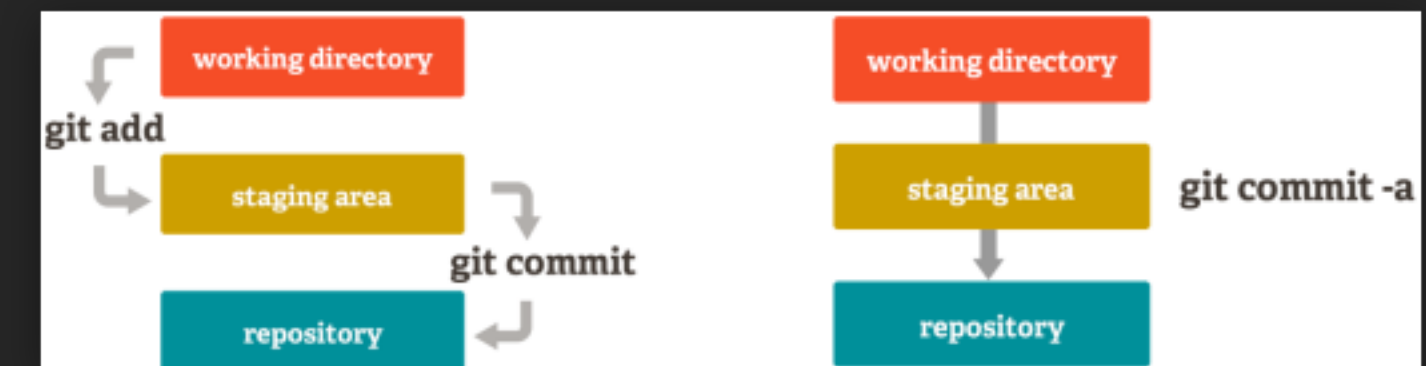 working directory
git add
staging area
git commit
repository
working directory
staging area
git commit -a
repository